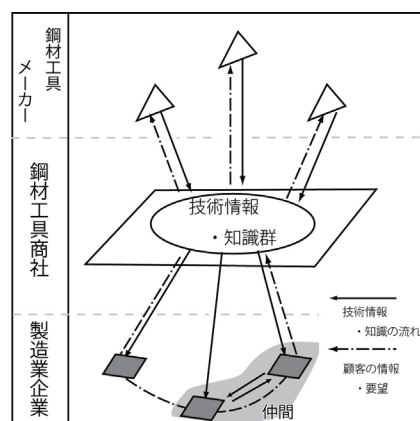 鋼材工具
メーカー
鋼材工具商社
製造業企業
技術情報
・知識群
技術情報
・知識の流れ
顧客の情報
・要望
仲間